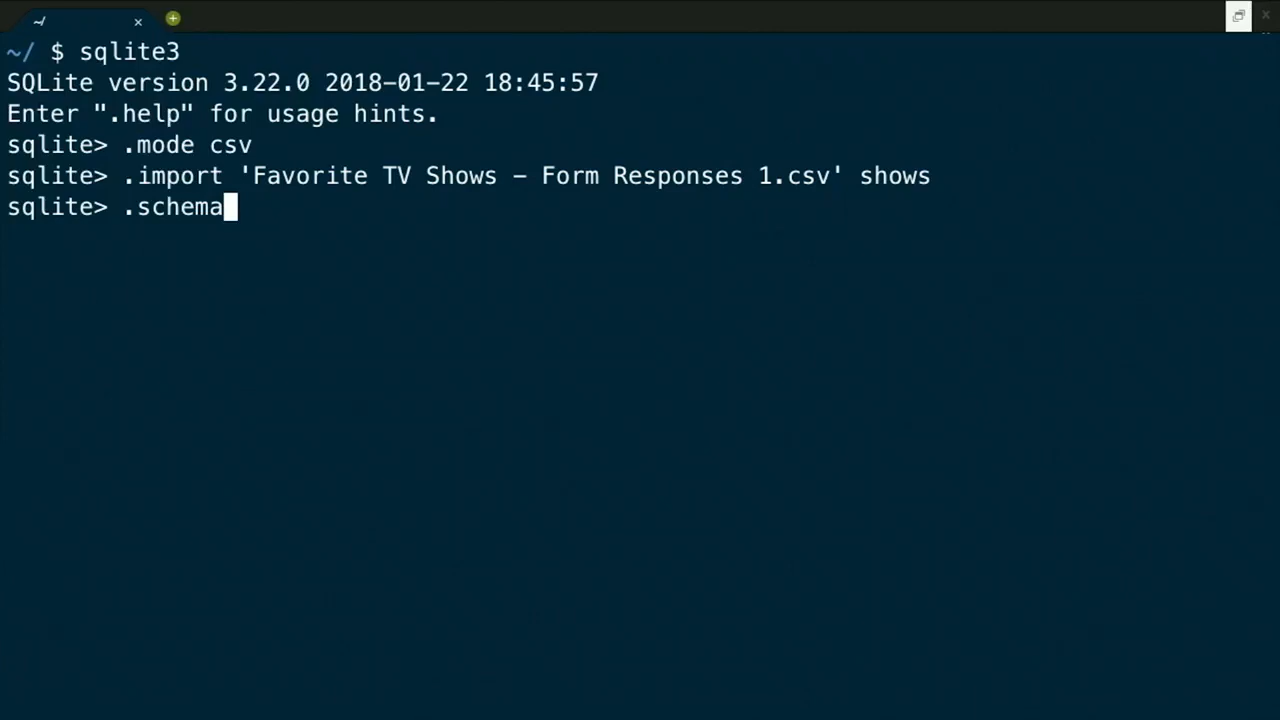 ~/
~/ $ sqlite3
SQLite version 3.22.0 2018-01-22 18:45:57
Enter ".help" for usage hints.
sqlite> .mode csv
sqlite> .import 'Favorite TV Shows - Form Responses 1.csv' shows
sqlite> .schema